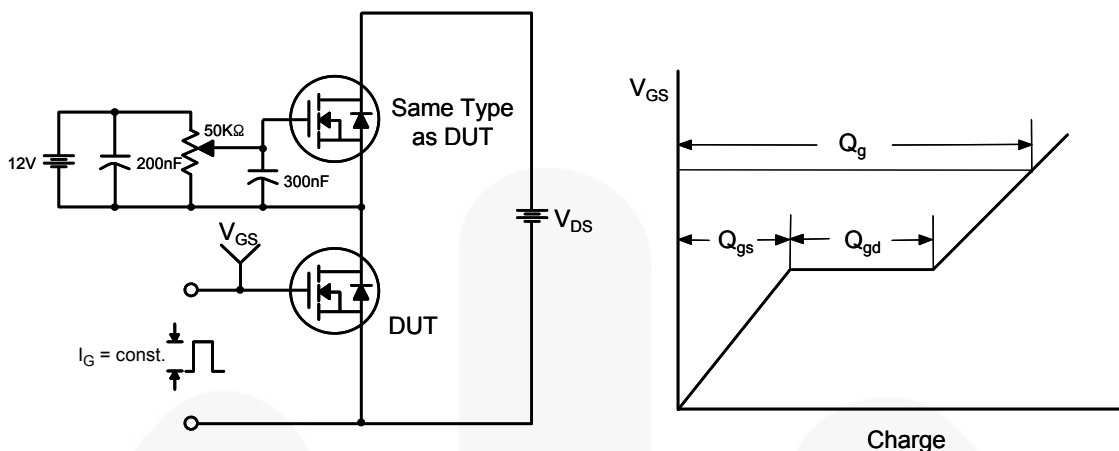 12V
200nF
50KΩ
300nF
Same Type
as DUT
V_DS
V_GS
DUT
I_G = const.
V_GS
Q_g
Q_gs
Q_gd
Charge